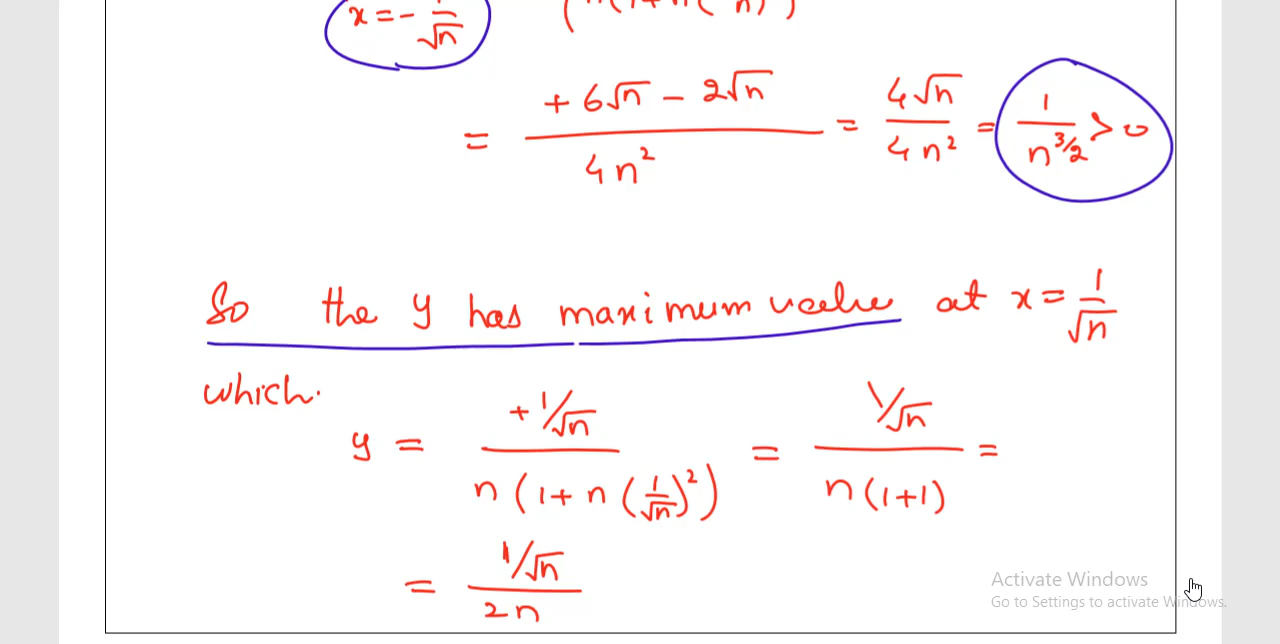 x = - 1/√n
= (+ 6√n - 2√n)/(4n²) = (4√n)/(4n²) = 1/n^(3/2) > 0
So the y has maximum value at x = 1/√n
which.
y = (+ 1/√n)/(n(1 + n(1/√n)²)) = (1/√n)/(n(1+1)) =
= (1/√n)/(2n)
Activate Windows
Go to Settings to activate Windows.